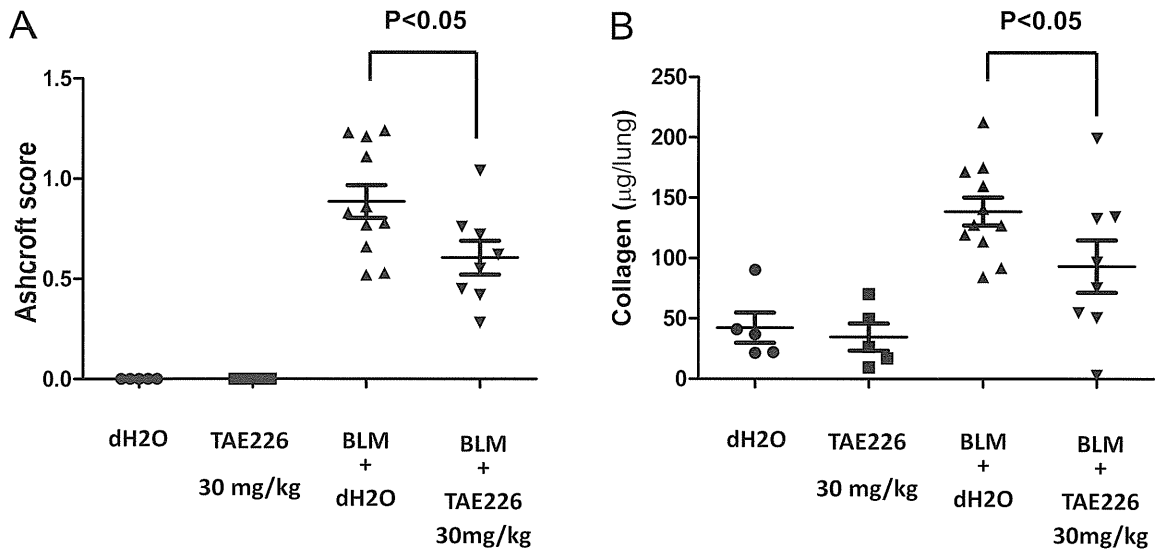 A
P<0.05
Ashcroft score
1.5
1.0
0.5
0.0
dH2O
TAE226
30 mg/kg
BLM
+
dH2O
BLM
+
TAE226
30mg/kg
B
P<0.05
Collagen (μg/lung)
250
200
150
100
50
0
dH2O
TAE226
30 mg/kg
BLM
+
dH2O
BLM
+
TAE226
30mg/kg